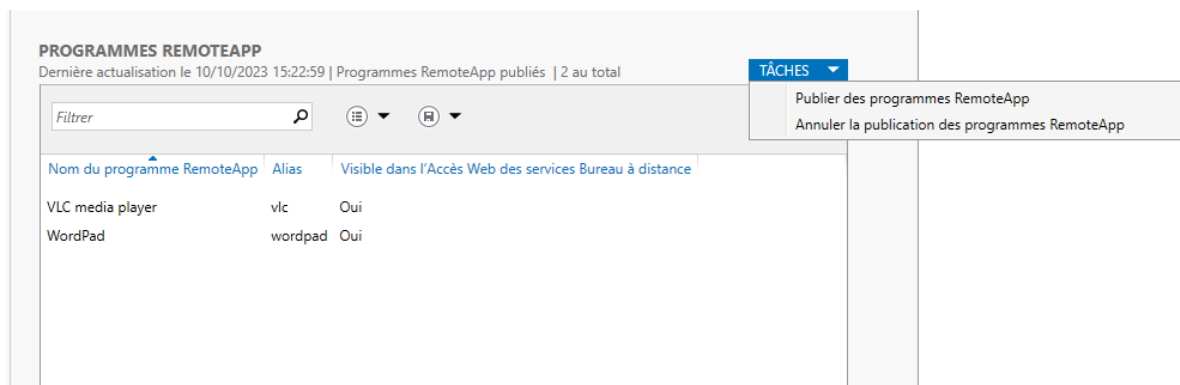 PROGRAMMES REMOTEAPP
Dernière actualisation le 10/10/2023 15:22:59 | Programmes RemoteApp publiés | 2 au total
TÂCHES
Publier des programmes RemoteApp
Annuler la publication des programmes RemoteApp
Filtrer
Nom du programme RemoteApp Alias Visible dans l'Accès Web des services Bureau à distance
VLC media player vlc Oui
WordPad wordpad Oui